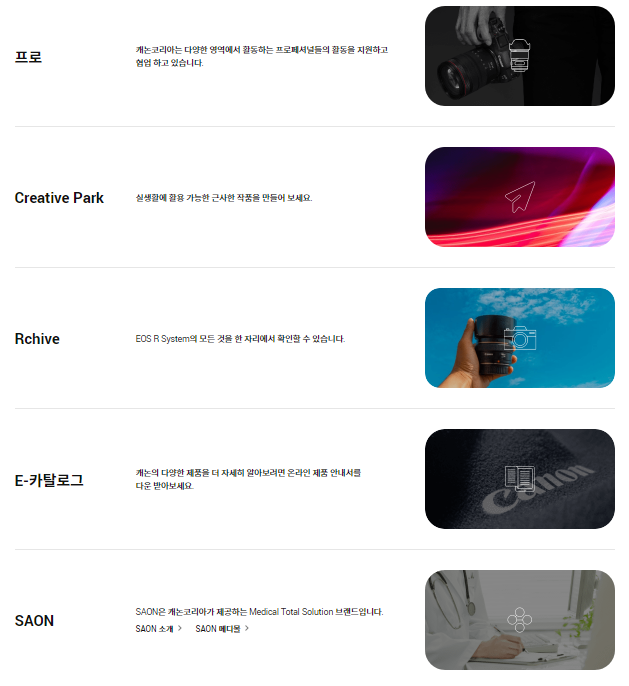 프로
캐논코리아는 다양한 영역에서 활동하는 프로페셔널들의 활동을 지원하고
협업 하고 있습니다.
Creative Park
실생활에 활용 가능한 근사한 작품을 만들어 보세요.
Rchive
EOS R System의 모든 것을 한 자리에서 확인할 수 있습니다.
E-카탈로그
캐논의 다양한 제품을 더 자세히 알아보려면 온라인 제품 안내서를
다운 받아보세요.
Canon
SAON
SAON은 캐논코리아가 제공하는 Medical Total Solution 브랜드입니다.
SAON 소개 > SAON 메디몰 >